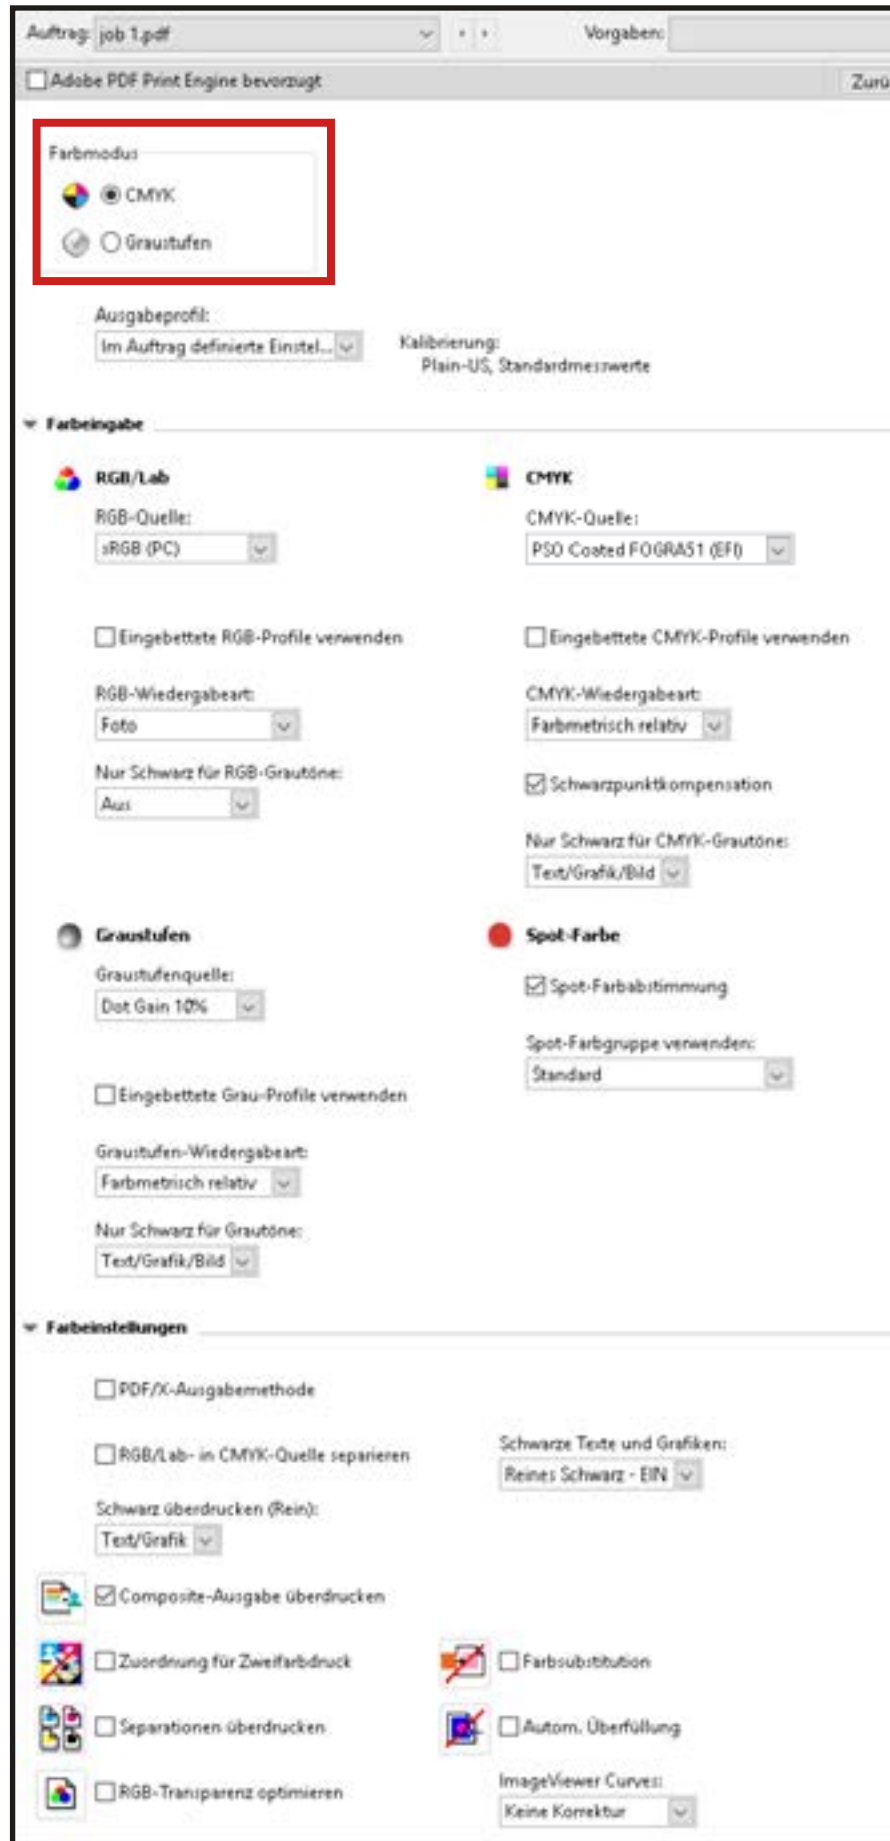 Auftrag: job 1.pdf
Vorgaben:
Adobe PDF Print Engine bevorzugt
Zurü
Farbmodus
CMYK
Graustufen
Ausgabeprofil:
Im Auftrag definierte Einstel...
Kalibrierung:
Plain-US, Standardmesswerte
Farbeingabe
RGB/Lab
RGB-Quelle:
sRGB (PC)
Eingebettete RGB-Profile verwenden
RGB-Wiedergabeart:
Foto
Nur Schwarz für RGB-Grautöne:
Aus
CMYK
CMYK-Quelle:
PSO Coated FOGRA51 (EFI)
Eingebettete CMYK-Profile verwenden
CMYK-Wiedergabeart:
Farbmetrisch relativ
Schwarzpunktkompensation
Nur Schwarz für CMYK-Grautöne:
Text/Grafik/Bild
Graustufen
Graustufenquelle:
Dot Gain 10%
Eingebettete Grau-Profile verwenden
Graustufen-Wiedergabeart:
Farbmetrisch relativ
Nur Schwarz für Grautöne:
Text/Grafik/Bild
Spot-Farbe
Spot-Farbabstimmung
Spot-Farbgruppe verwenden:
Standard
Farbeinstellungen
PDF/X-Ausgabemethode
RGB/Lab- in CMYK-Quelle separieren
Schwarze Texte und Grafiken:
Reines Schwarz - EIN
Schwarz überdrucken (Rein):
Text/Grafik
Composite-Ausgabe überdrucken
Zuordnung für Zweifarbdruck
Farbsubstitution
Separationen überdrucken
Autom. Überfüllung
RGB-Transparenz optimieren
ImageViewer Curves:
Keine Korrektur